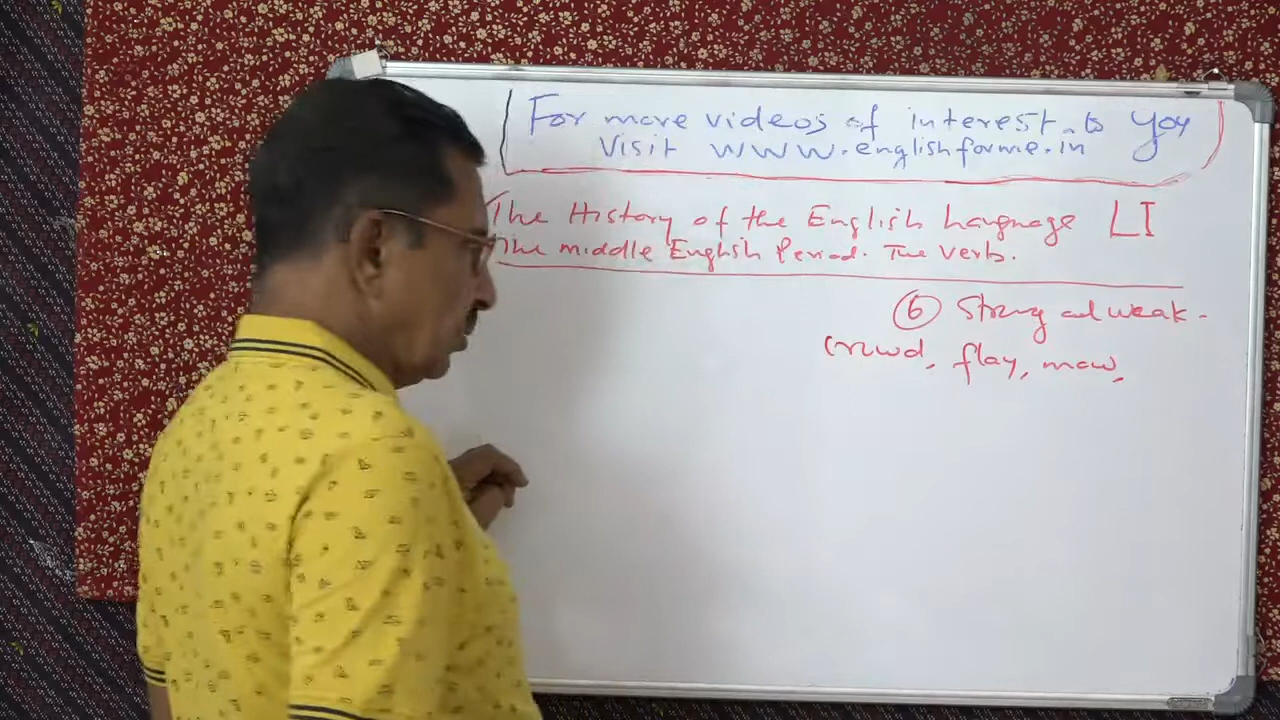 For more videos of interest to you
Visit www.englishforme.in
The History of the English Language LI
The Middle English Period. The Verb.
6 Strong and weak -
crowd, flay, mow,